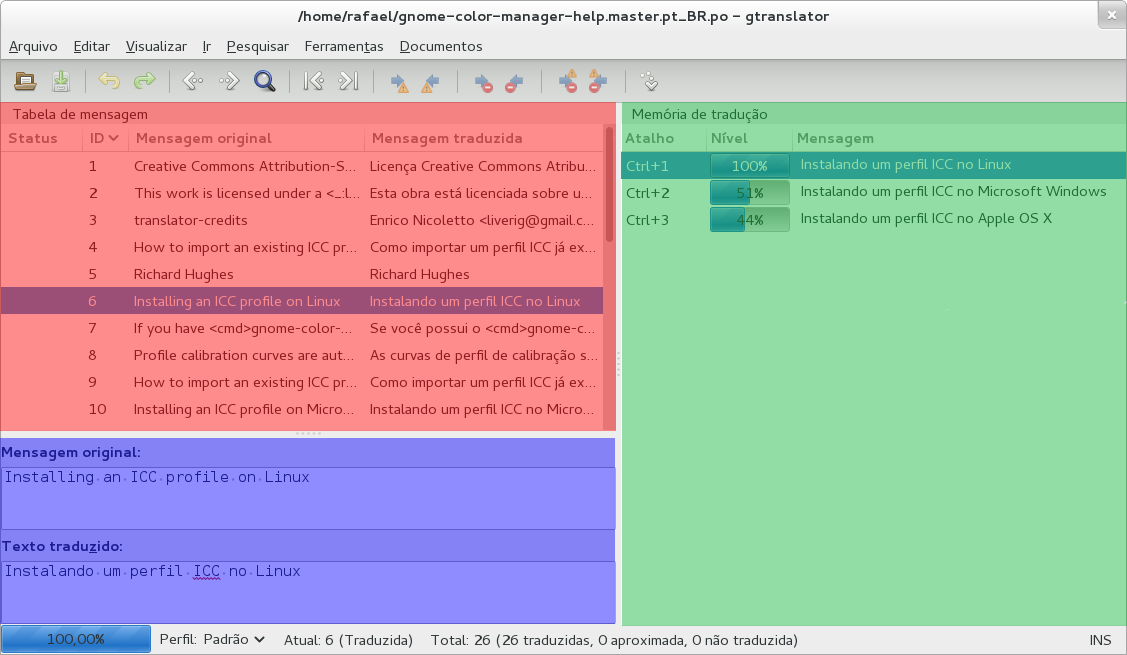 /home/rafael/gnome-color-manager-help.master.pt_BR.po - gtranslator
Arquivo Editar Visualizar Ir Pesquisar Ferramentas Documentos
Tabela de mensagem
Status ID Mensagem original Mensagem traduzida
1 Creative Commons Attribution-S... Licença Creative Commons Atribu...
2 This work is licensed under a <_:l... Esta obra está licenciada sobre u...
3 translator-credits Enrico Nicoletto <liverig@gmail.c...
4 How to import an existing ICC pr... Como importar um perfil ICC já ex...
5 Richard Hughes Richard Hughes
6 Installing an ICC profile on Linux Instalando um perfil ICC no Linux
7 If you have <cmd>gnome-color-... Se você possui o <cmd>gnome-c...
8 Profile calibration curves are aut... As curvas de perfil de calibração s...
9 How to import an existing ICC pr... Como importar um perfil ICC já ex...
10 Installing an ICC profile on Micro... Instalando um perfil ICC no Micro...
Mensagem original:
Installing·an·ICC·profile·on·Linux
Texto traduzido:
Instalando·um·perfil·ICC·no·Linux
Memória de tradução
Atalho Nível Mensagem
Ctrl+1 100% Instalando um perfil ICC no Linux
Ctrl+2 51% Instalando um perfil ICC no Microsoft Windows
Ctrl+3 44% Instalando um perfil ICC no Apple OS X
100,00% Perfil: Padrão Atual: 6 (Traduzida) Total: 26 (26 traduzidas, 0 aproximada, 0 não traduzida) INS